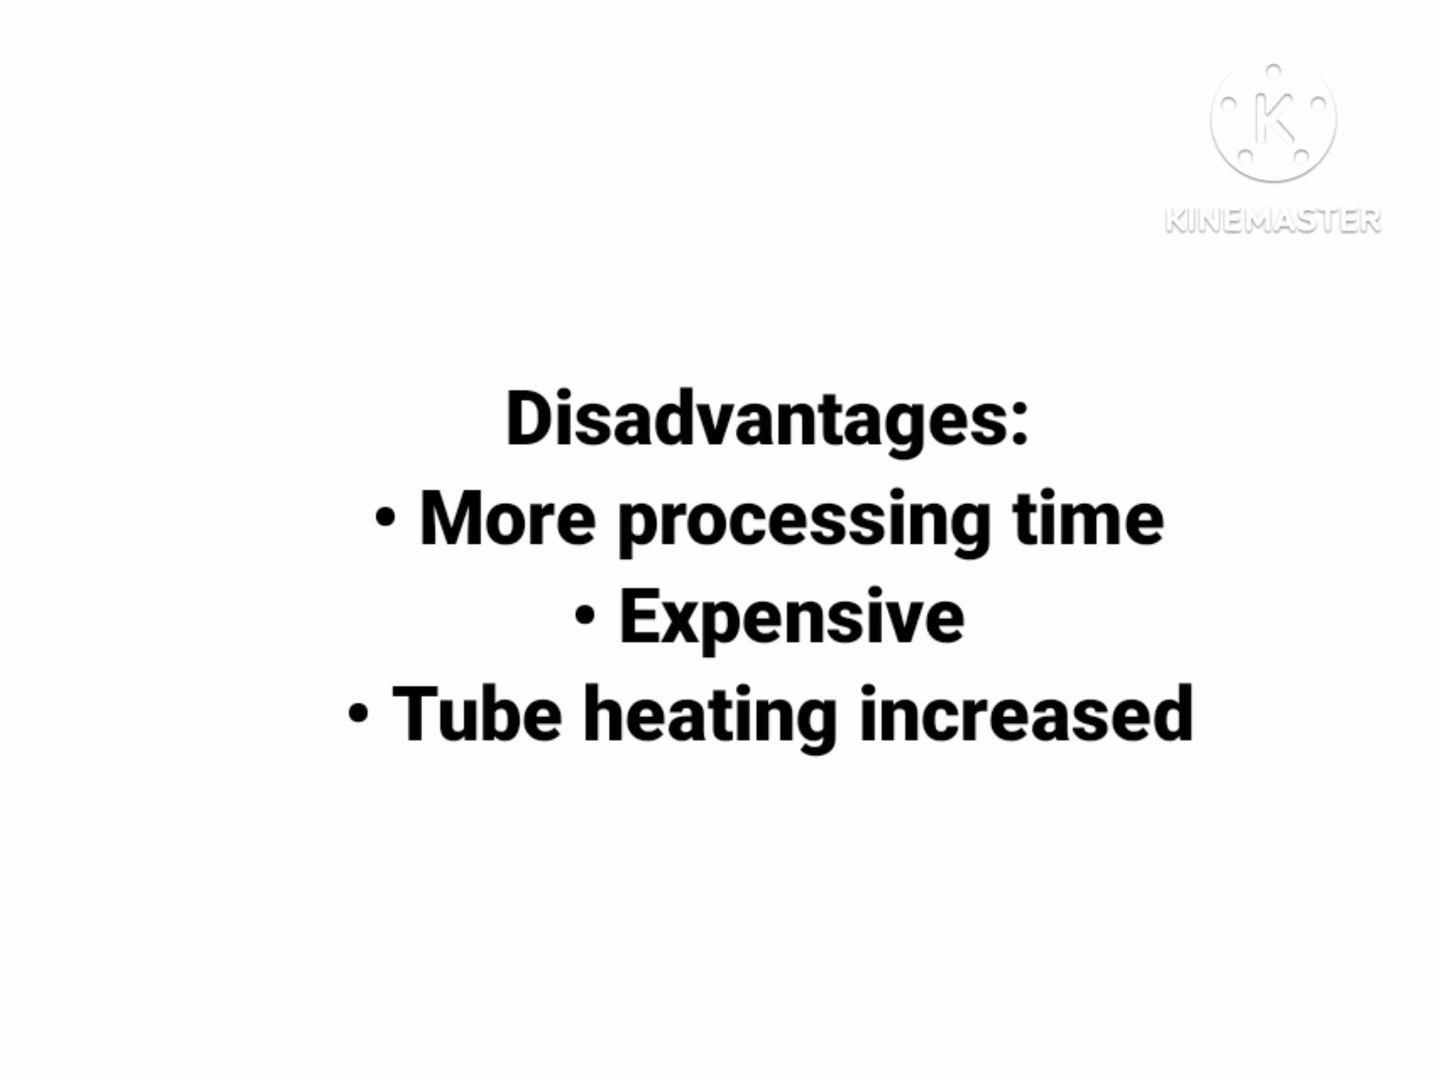 K
KINEMASTER
Disadvantages:
• More processing time
• Expensive
• Tube heating increased